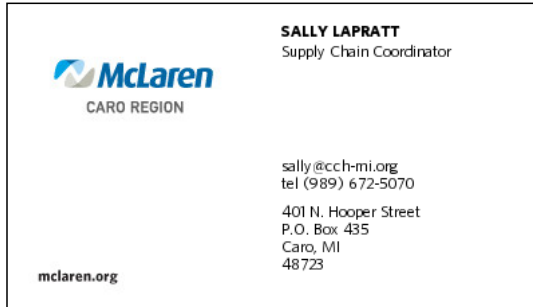 McLaren
CARO REGION
mclaren.org
SALLY LAPRATT
Supply Chain Coordinator
sally@cch-mi.org
tel (989) 672-5070
401 N. Hooper Street
P.O. Box 435
Caro, MI
48723